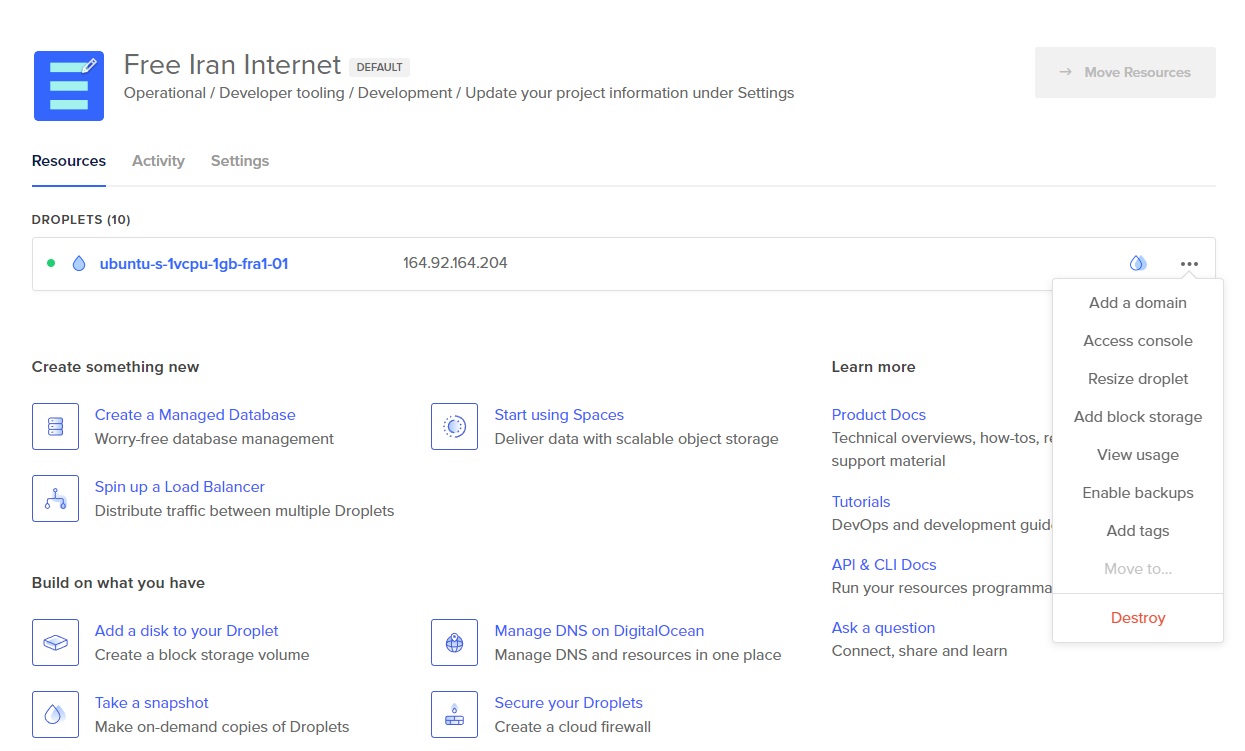 Free Iran Internet DEFAULT
Operational / Developer tooling / Development / Update your project information under Settings
→ Move Resources
Resources Activity Settings
DROPLETS (10)
ubuntu-s-1vcpu-1gb-fra1-01 164.92.164.204
Add a domain
Access console
Resize droplet
Add block storage
View usage
Enable backups
Add tags
Move to...
Destroy
Create something new
Create a Managed Database
Worry-free database management
Start using Spaces
Deliver data with scalable object storage
Spin up a Load Balancer
Distribute traffic between multiple Droplets
Build on what you have
Add a disk to your Droplet
Create a block storage volume
Manage DNS on DigitalOcean
Manage DNS and resources in one place
Take a snapshot
Make on-demand copies of Droplets
Secure your Droplets
Create a cloud firewall
Learn more
Product Docs
Technical overviews, how-tos,
support material
Tutorials
DevOps and development
API & CLI Docs
Run your resources
Ask a question
Connect, share and learn